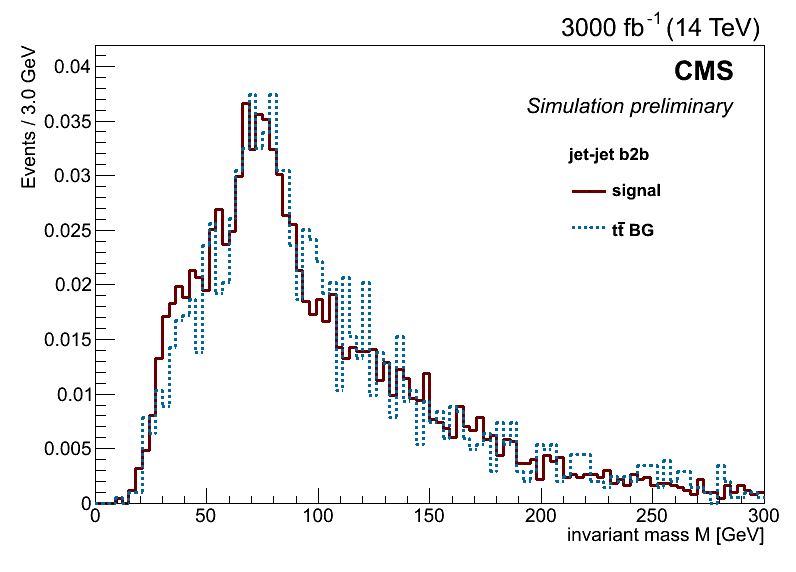 3000 fb-1 (14 TeV)
Events / 3.0 GeV
0.04
0.035
0.03
0.025
0.02
0.015
0.01
0.005
0
CMS
Simulation preliminary
jet-jet b2b
signal
tt̄ BG
0 50 100 150 200 250 300
invariant mass M [GeV]